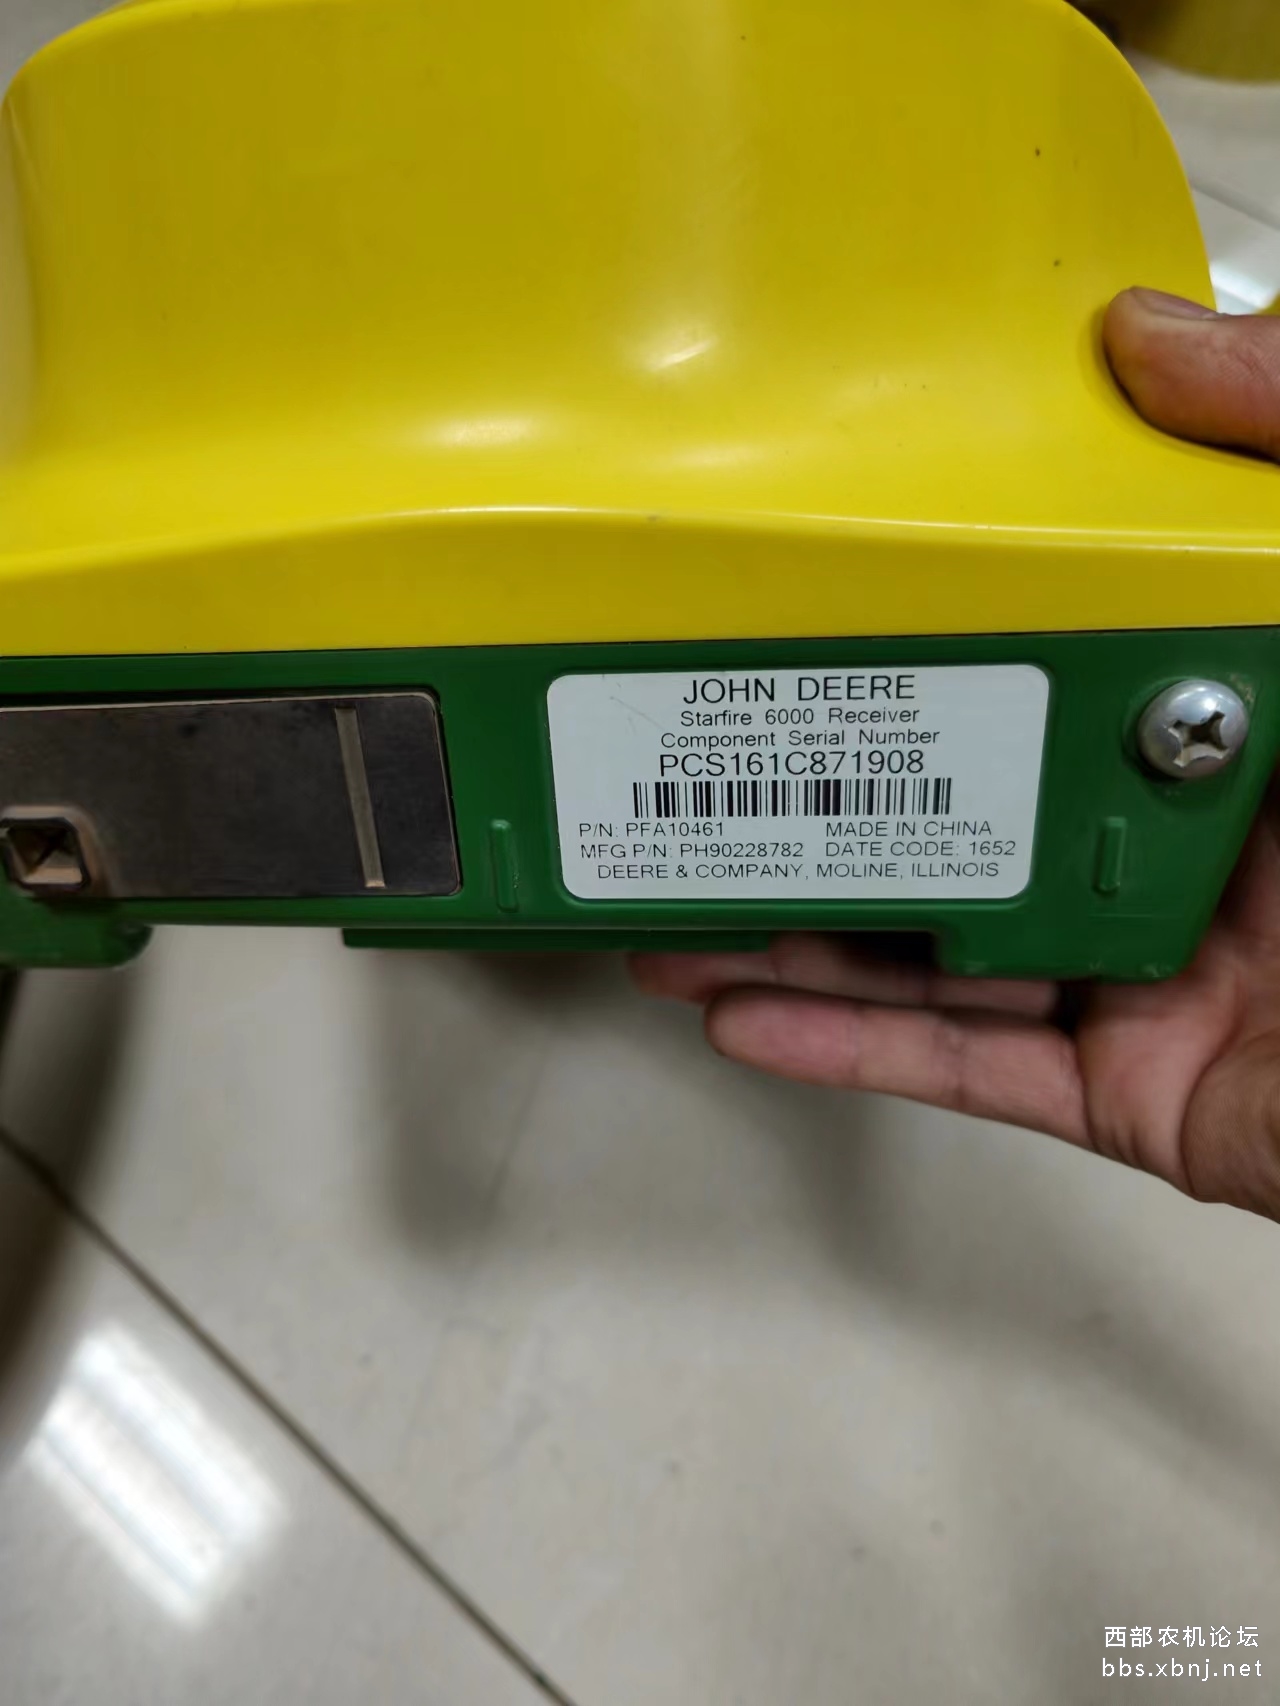 JOHN DEERE
Starfire 6000 Receiver
Component Serial Number
PCS161C871908
P/N: PFA10461 MADE IN CHINA
MFG P/N: PH90228782 DATE CODE: 1652
DEERE & COMPANY, MOLINE, ILLINOIS
西部农机论坛
bbs.xbnj.net